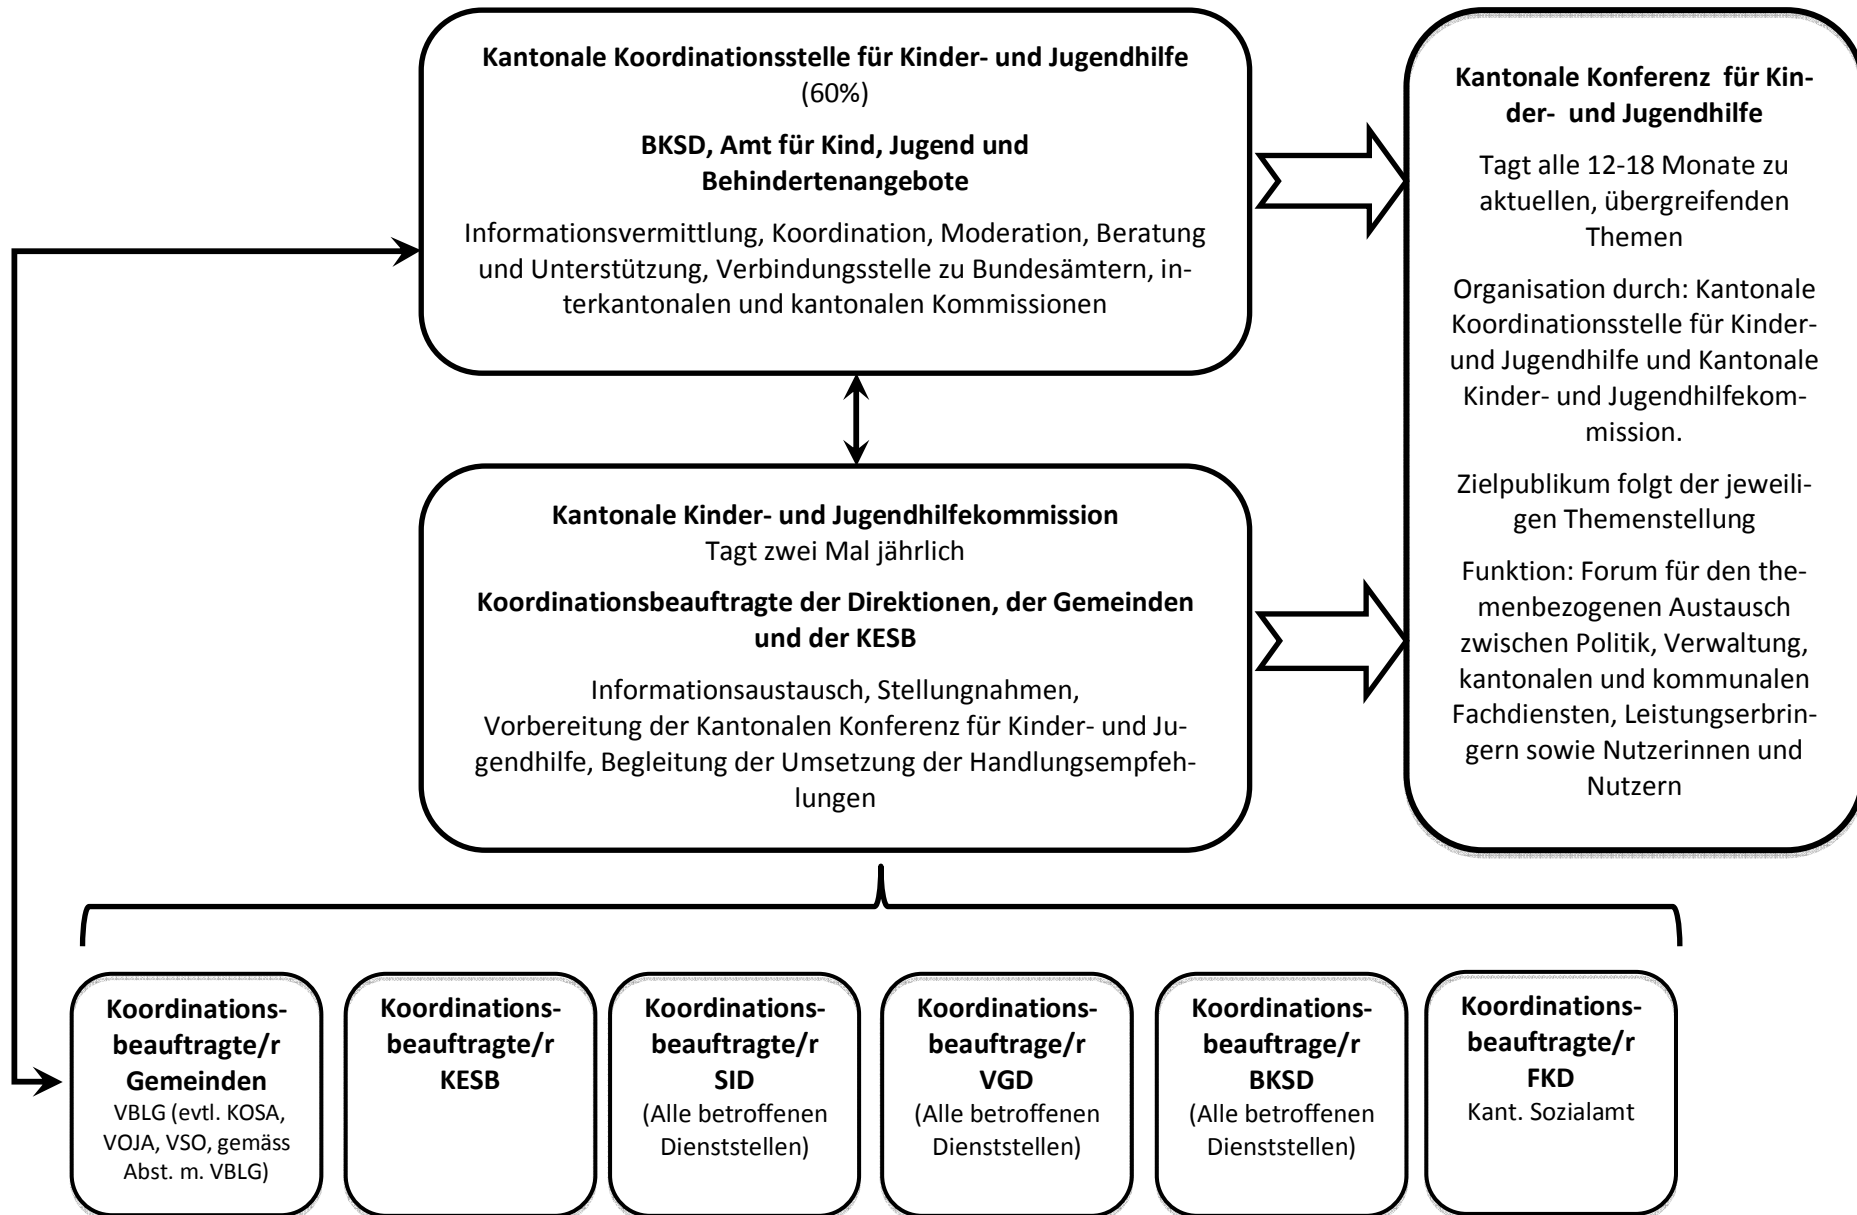 Kantonale Koordinationsstelle für Kinder- und Jugendhilfe
(60%)
BKSD, Amt für Kind, Jugend und
Behindertenangebote
Informationsvermittlung, Koordination, Moderation, Beratung
und Unterstützung, Verbindungsstelle zu Bundesämtern, in-
terkantonalen und kantonalen Kommissionen
Kantonale Kinder- und Jugendhilfekommission
Tagt zwei Mal jährlich
Koordinationsbeauftragte der Direktionen, der Gemeinden
und der KESB
Informationsaustausch, Stellungnahmen,
Vorbereitung der Kantonalen Konferenz für Kinder- und Ju-
gendhilfe, Begleitung der Umsetzung der Handlungsempfeh-
lungen
Kantonale Konferenz für Kin-
der- und Jugendhilfe
Tagt alle 12-18 Monate zu
aktuellen, übergreifenden
Themen
Organisation durch: Kantonale
Koordinationsstelle für Kinder-
und Jugendhilfe und Kantonale
Kinder- und Jugendhilfekom-
mission.
Zielpublikum folgt der jeweili-
gen Themenstellung
Funktion: Forum für den the-
menbezogenen Austausch
zwischen Politik, Verwaltung,
kantonalen und kommunalen
Fachdiensten, Leistungserbrin-
gern sowie Nutzerinnen und
Nutzern
Koordinations-
beauftragte/r
Gemeinden
VBLG (evtl. KOSA,
VOJA, VSO, gemäss
Abst. m. VBLG)
Koordinations-
beauftragte/r
KESB
Koordinations-
beauftragte/r
SID
(Alle betroffenen
Dienststellen)
Koordinations-
beauftrage/r
VGD
(Alle betroffenen
Dienststellen)
Koordinations-
beauftrage/r
BKSD
(Alle betroffenen
Dienststellen)
Koordinations-
beauftragte/r
FKD
Kant. Sozialamt